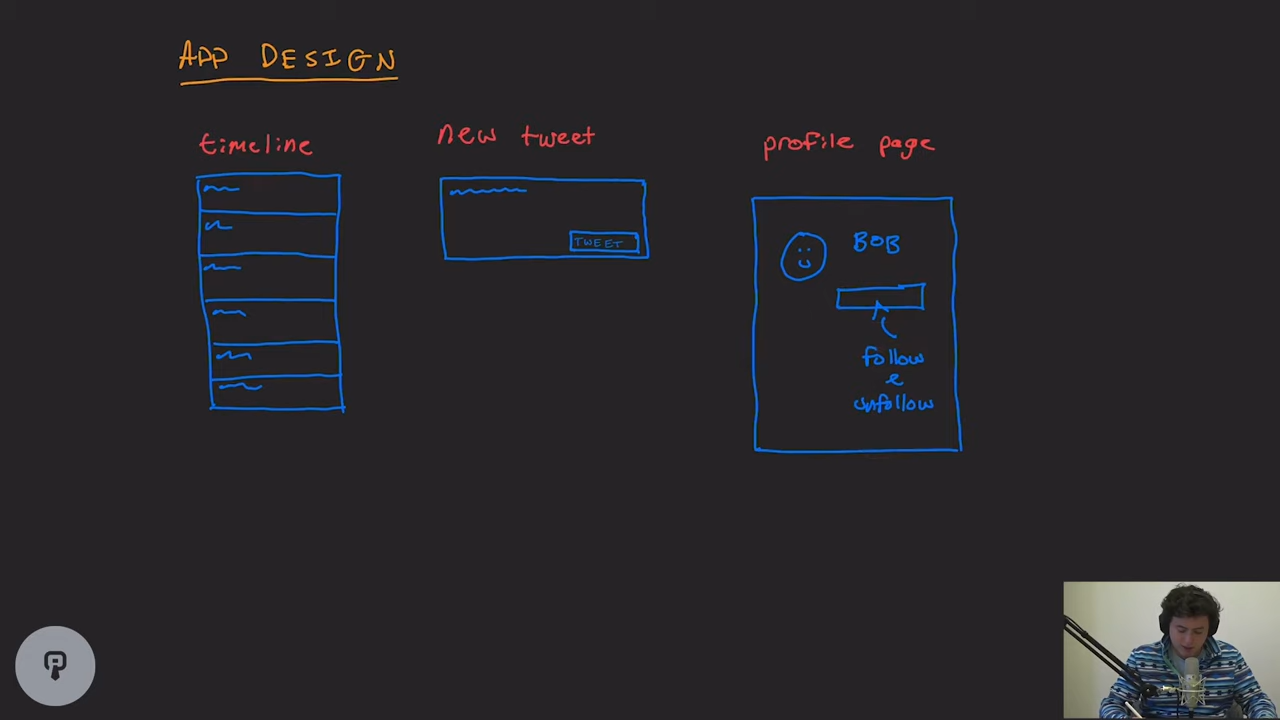 APP DESIGN
timeline
new tweet
TWEET
profile page
BOB
follow
e
unfollow